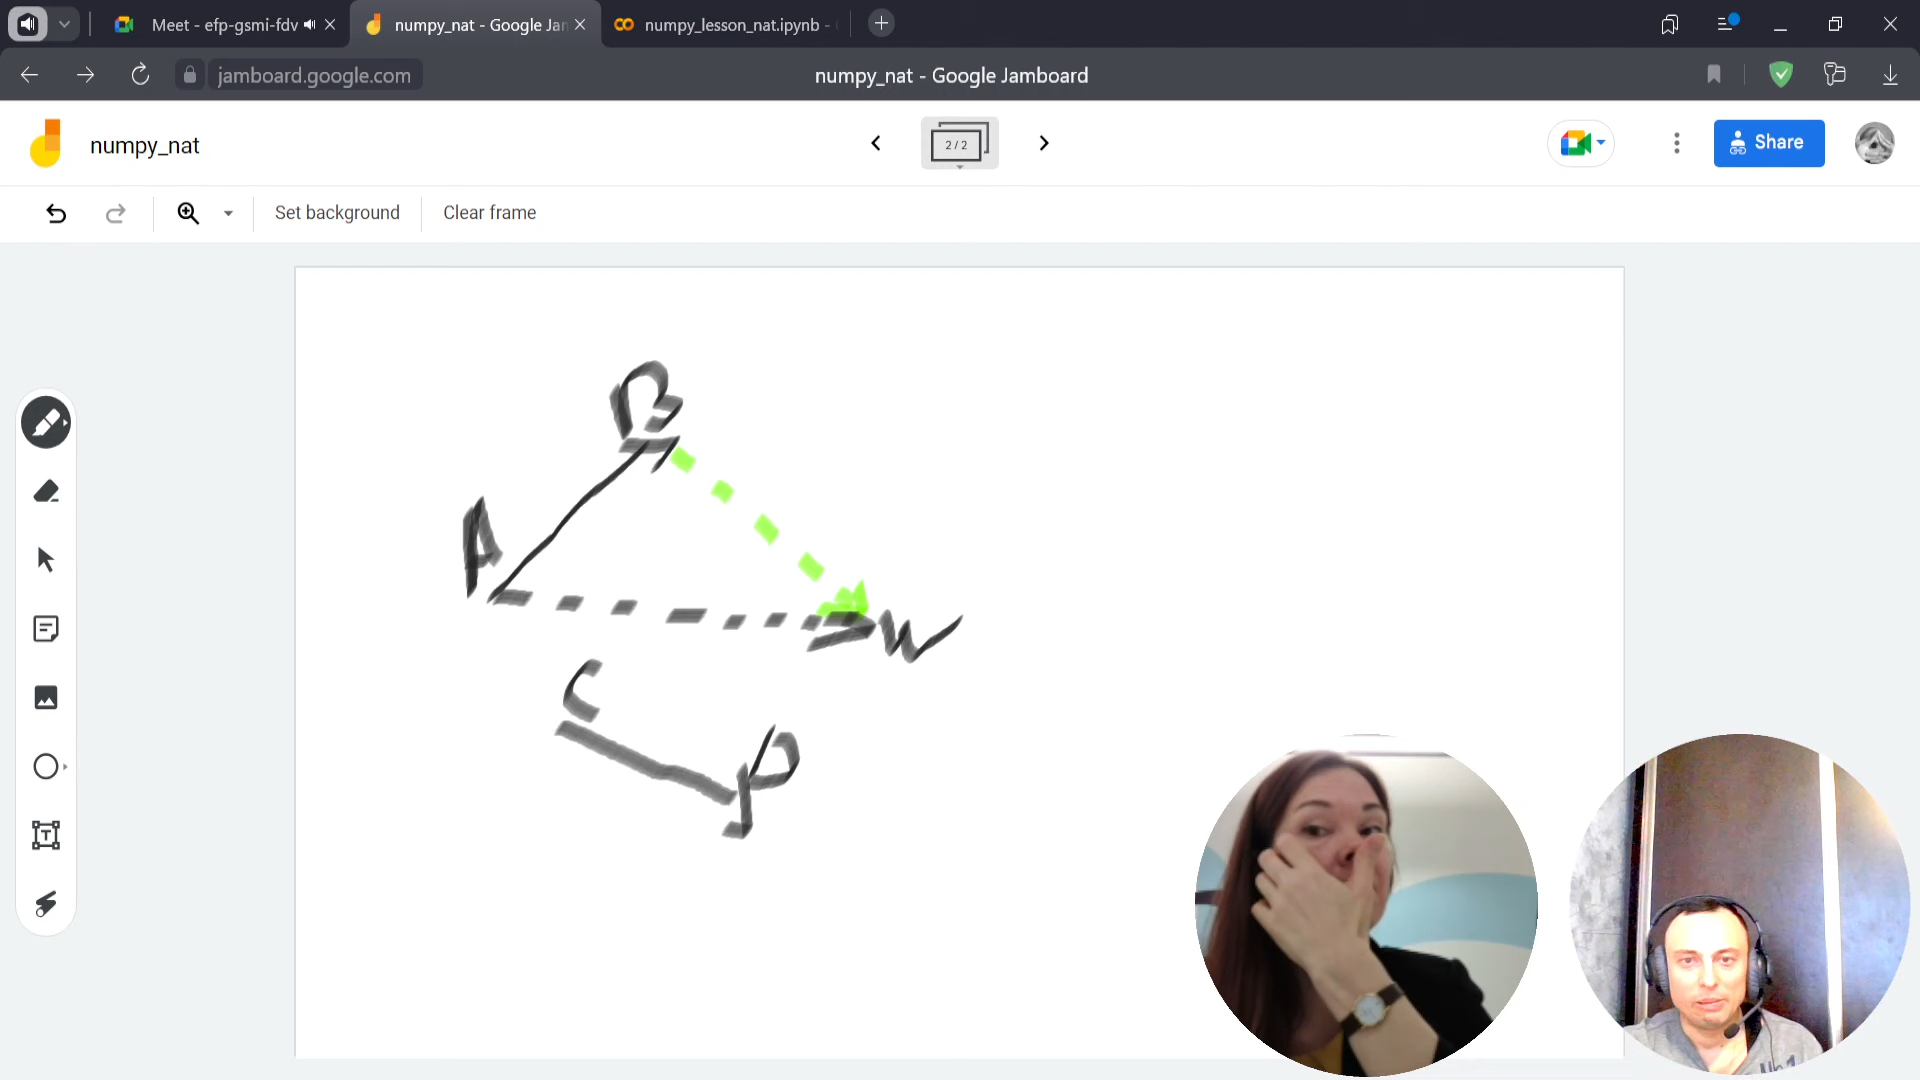 Meet - efp-gsmi-fdv
numpy_nat - Google Jan
numpy_lesson_nat.ipynb -
jamboard.google.com
numpy_nat - Google Jamboard
numpy_nat
2 / 2
Share
Set background
Clear frame
B
A
W
C
P